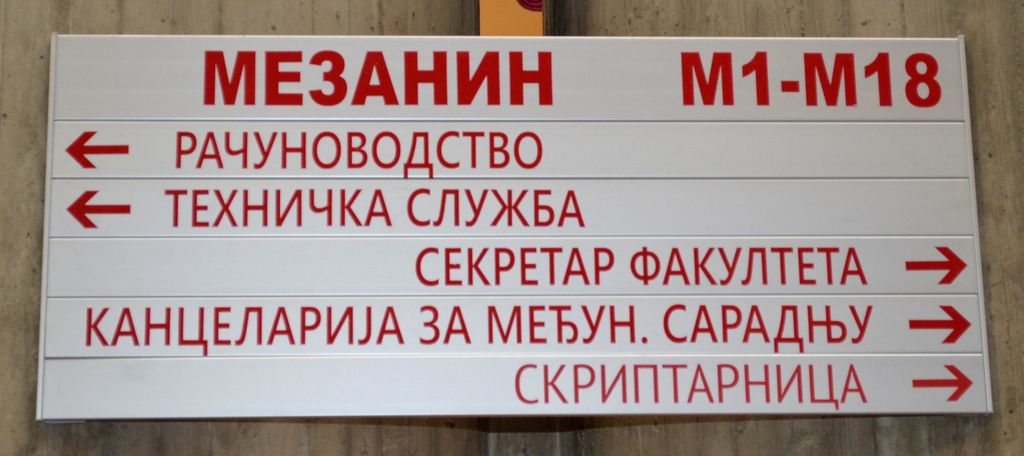 МЕЗАНИН М1-М18
РАЧУНОВОДСТВО
ТЕХНИЧКА СЛУЖБА
СЕКРЕТАР ФАКУЛТЕТА
КАНЦЕЛАРИЈА ЗА МЕЂУН. САРАДЊУ
СКРИПТАРНИЦА